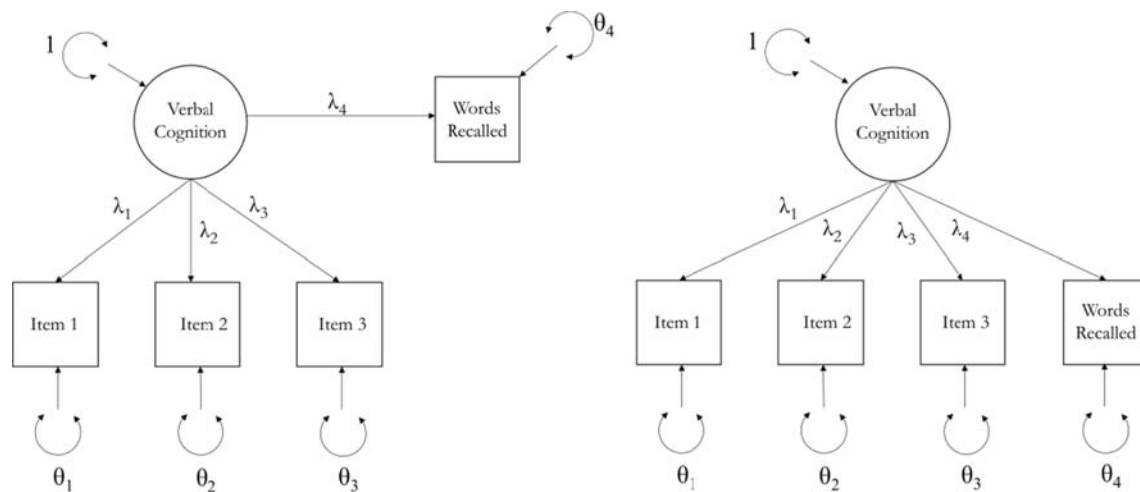 1
θ4
Verbal
Cognition
λ4
Words
Recalled
λ1
λ2
λ3
Item 1
Item 2
Item 3
θ1
θ2
θ3
1
Verbal
Cognition
λ1
λ2
λ3
λ4
Item 1
Item 2
Item 3
Words
Recalled
θ1
θ2
θ3
θ4